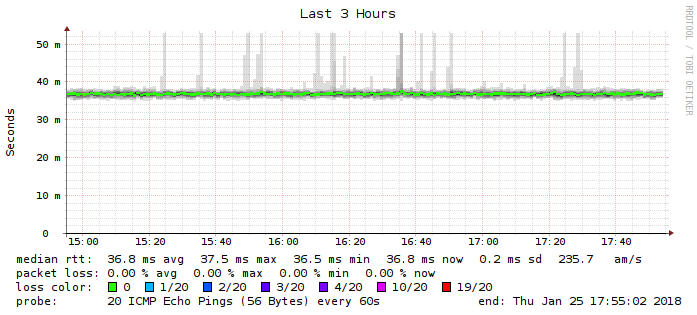 Last 3 Hours
RRDTOOL / TOBI OETIKER
Seconds
50 m
40 m
30 m
20 m
10 m
0
15:00 15:20 15:40 16:00 16:20 16:40 17:00 17:20 17:40
median rtt: 36.8 ms avg 37.5 ms max 36.5 ms min 36.8 ms now 0.2 ms sd 235.7 am/s
packet loss: 0.00 % avg 0.00 % max 0.00 % min 0.00 % now
loss color: 0 1/20 2/20 3/20 4/20 10/20 19/20
probe: 20 ICMP Echo Pings (56 Bytes) every 60s end: Thu Jan 25 17:55:02 2018